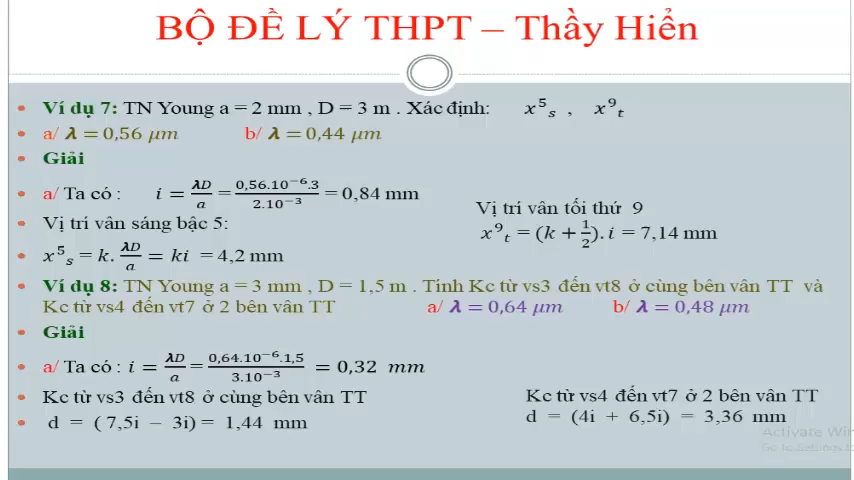 BỘ ĐỀ LÝ THPT – Thầy Hiển
Ví dụ 7: TN Young a = 2 mm , D = 3 m . Xác định: x⁵ₛ , x⁹ₜ
a/ λ = 0,56 μm b/ λ = 0,44 μm
Giải
a/ Ta có : i = λD/a = 0,56.10⁻⁶.3/2.10⁻³ = 0,84 mm
Vị trí vân sáng bậc 5:
x⁵ₛ = k. λD/a = ki = 4,2 mm
Vị trí vân tối thứ 9
x⁹ₜ = (k + 1/2). i = 7,14 mm
Ví dụ 8: TN Young a = 3 mm , D = 1,5 m . Tính Kc từ vs3 đến vt8 ở cùng bên vân TT và
Kc từ vs4 đến vt7 ở 2 bên vân TT a/ λ = 0,64 μm b/ λ = 0,48 μm
Giải
a/ Ta có : i = λD/a = 0,64.10⁻⁶.1,5/3.10⁻³ = 0,32 mm
Kc từ vs3 đến vt8 ở cùng bên vân TT
d = ( 7,5i – 3i) = 1,44 mm
Kc từ vs4 đến vt7 ở 2 bên vân TT
d = (4i + 6,5i) = 3,36 mm
Activate Win
Go to Settings to